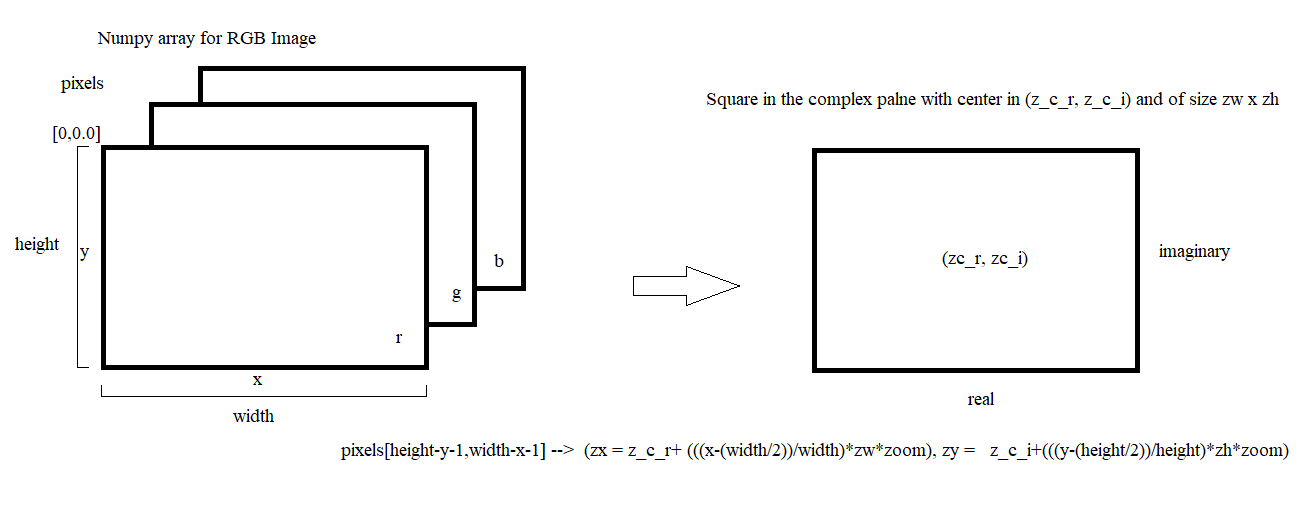 Numpy array for RGB Image
pixels
Square in the complex palne with center in (z_c_r, z_c_i) and of size zw x zh
[0,0.0]
height
y
b
g
r
x
width
(zc_r, zc_i)
imaginary
real
pixels[height-y-1,width-x-1] --> (zx = z_c_r+ (((x-(width/2))/width)*zw*zoom), zy = z_c_i+(((y-(height/2))/height)*zh*zoom)